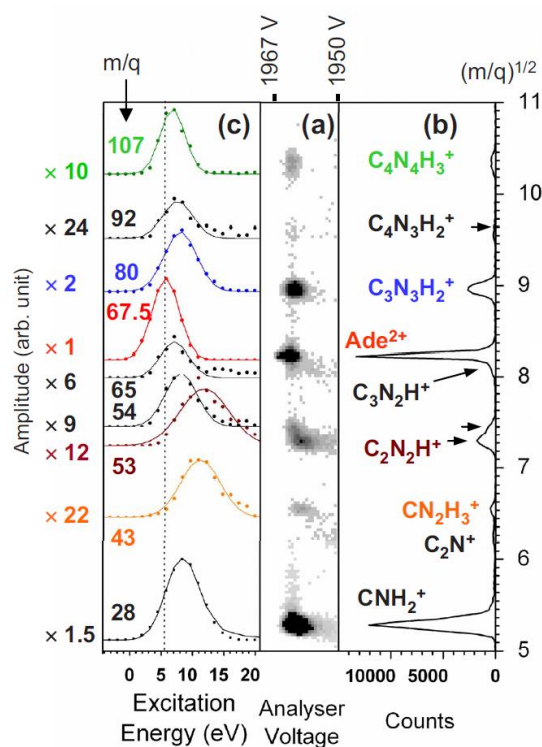 1967 V
1950 V
m/q
(m/q)1/2
(c)
(a)
(b)
11
10
9
8
7
6
5
107
× 10
C4N4H3+
92
× 24
C4N3H2+
80
× 2
C3N3H2+
67.5
× 1
Ade2+
× 6
65
C3N2H+
54
× 9
× 12
53
C2N2H+
× 22
43
CN2H3+
C2N+
28
× 1.5
CNH2+
Amplitude (arb. unit)
0 5 10 15 20
10000 5000 0
Excitation
Energy (eV)
Analyser
Voltage
Counts